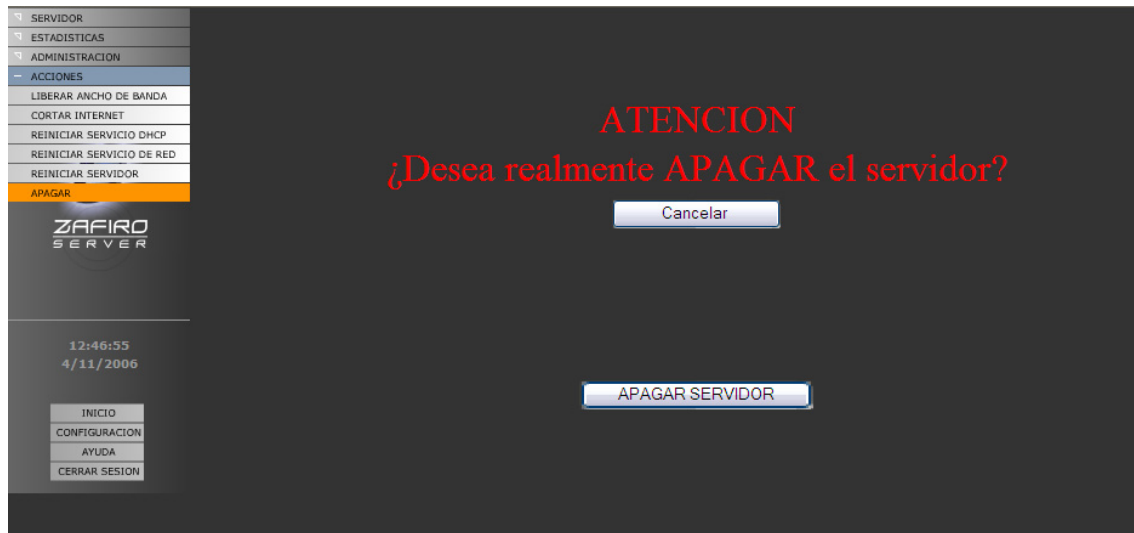 SERVIDOR
ESTADISTICAS
ADMINISTRACION
ACCIONES
LIBERAR ANCHO DE BANDA
CORTAR INTERNET
REINICIAR SERVICIO DHCP
REINICIAR SERVICIO DE RED
REINICIAR SERVIDOR
APAGAR
ZAFIRO
SERVER
12:46:55
4/11/2006
INICIO
CONFIGURACION
AYUDA
CERRAR SESION
ATENCION
¿Desea realmente APAGAR el servidor?
Cancelar
APAGAR SERVIDOR